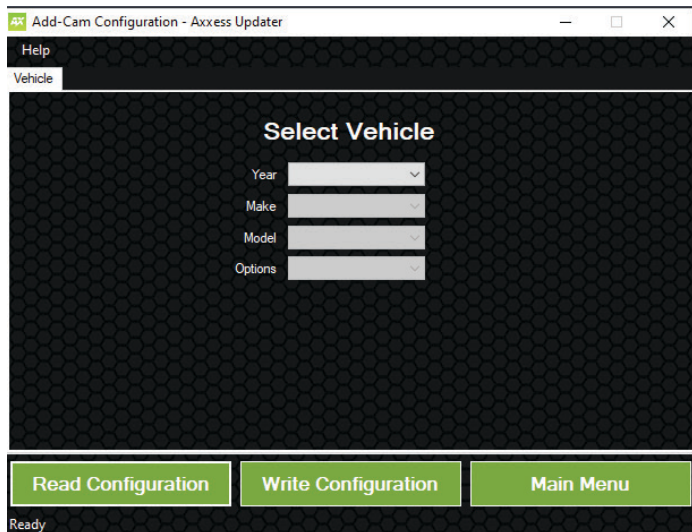 AX Add-Cam Configuration - Axxess Updater
Help
Vehicle
Select Vehicle
Year
Make
Model
Options
Read Configuration Write Configuration Main Menu
Ready